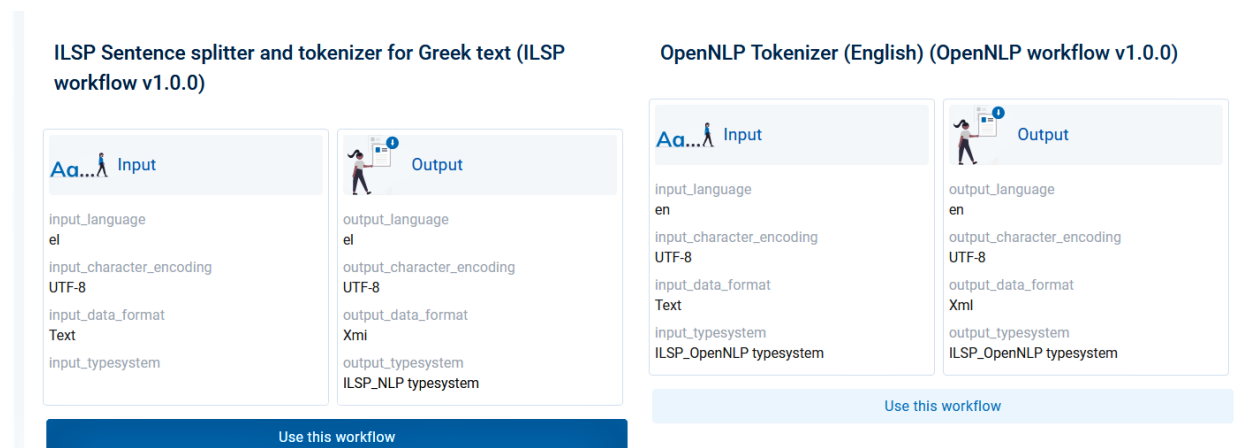 ILSP Sentence splitter and tokenizer for Greek text (ILSP
workflow v1.0.0)
Aa... Input
Output
input_language
el
input_character_encoding
UTF-8
input_data_format
Text
input_typesystem
output_language
el
output_character_encoding
UTF-8
output_data_format
Xmi
output_typesystem
ILSP_NLP typesystem
Use this workflow
OpenNLP Tokenizer (English) (OpenNLP workflow v1.0.0)
Aa... Input
Output
input_language
en
input_character_encoding
UTF-8
input_data_format
Text
input_typesystem
ILSP_OpenNLP typesystem
output_language
en
output_character_encoding
UTF-8
output_data_format
Xml
output_typesystem
ILSP_OpenNLP typesystem
Use this workflow